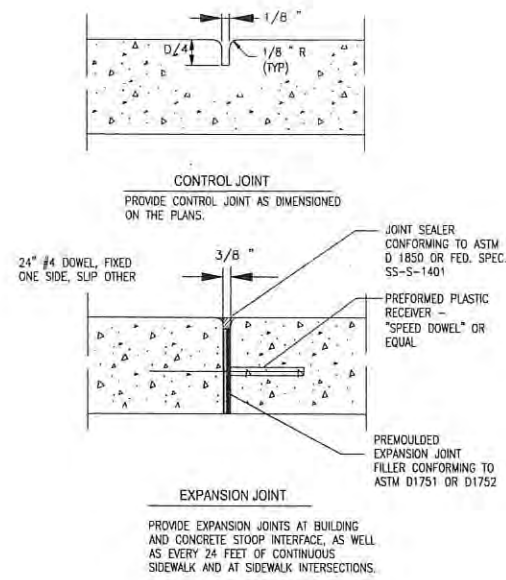 1/8 "
D/4
1/8 " R
(TYP)
CONTROL JOINT
PROVIDE CONTROL JOINT AS DIMENSIONED
ON THE PLANS.
24" #4 DOWEL, FIXED
ONE SIDE, SLIP OTHER
3/8 "
JOINT SEALER
CONFORMING TO ASTM
D 1850 OR FED. SPEC.
SS-S-1401
PREFORMED PLASTIC
RECEIVER –
"SPEED DOWEL" OR
EQUAL
PREMOULDED
EXPANSION JOINT
FILLER CONFORMING TO
ASTM D1751 OR D1752
EXPANSION JOINT
PROVIDE EXPANSION JOINTS AT BUILDING
AND CONCRETE STOOP INTERFACE, AS WELL
AS EVERY 24 FEET OF CONTINUOUS
SIDEWALK AND AT SIDEWALK INTERSECTIONS.